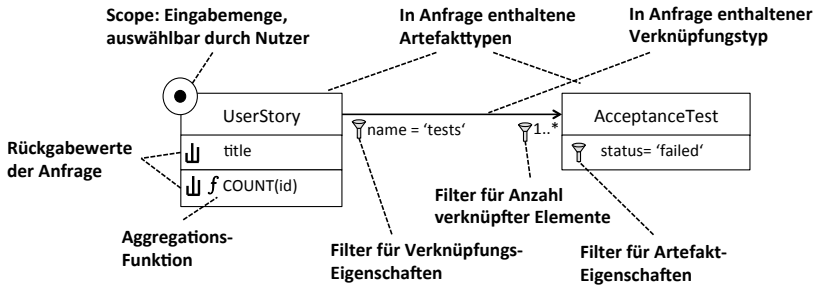 Scope: Eingabemenge,
auswählbar durch Nutzer
In Anfrage enthaltene
Artefakttypen
In Anfrage enthaltener
Verknüpfungstyp
UserStory
AcceptanceTest
name = ‘tests‘
1..*
Rückgabewerte
der Anfrage
title
status= ‘failed‘
f COUNT(id)
Filter für Anzahl
verknüpfter Elemente
Aggregations-
Funktion
Filter für Verknüpfungs-
Eigenschaften
Filter für Artefakt-
Eigenschaften